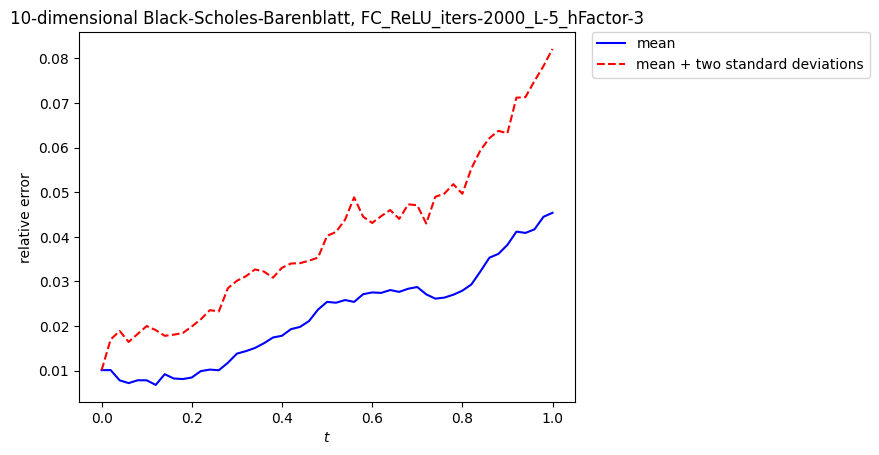 10-dimensional Black-Scholes-Barenblatt, FC_ReLU_iters-2000_L-5_hFactor-3
mean
mean + two standard deviations
0.08
0.07
0.06
0.05
0.04
0.03
0.02
0.01
relative error
0.0 0.2 0.4 0.6 0.8 1.0
t